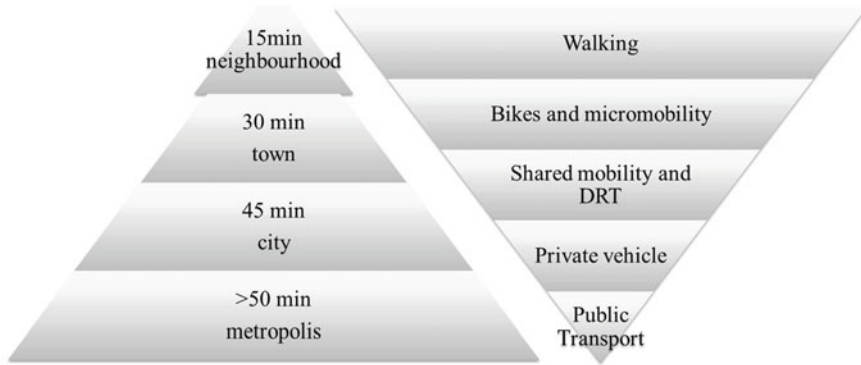 15min
neighbourhood
30 min
town
45 min
city
>50 min
metropolis
Walking
Bikes and micromobility
Shared mobility and
DRT
Private vehicle
Public
Transport